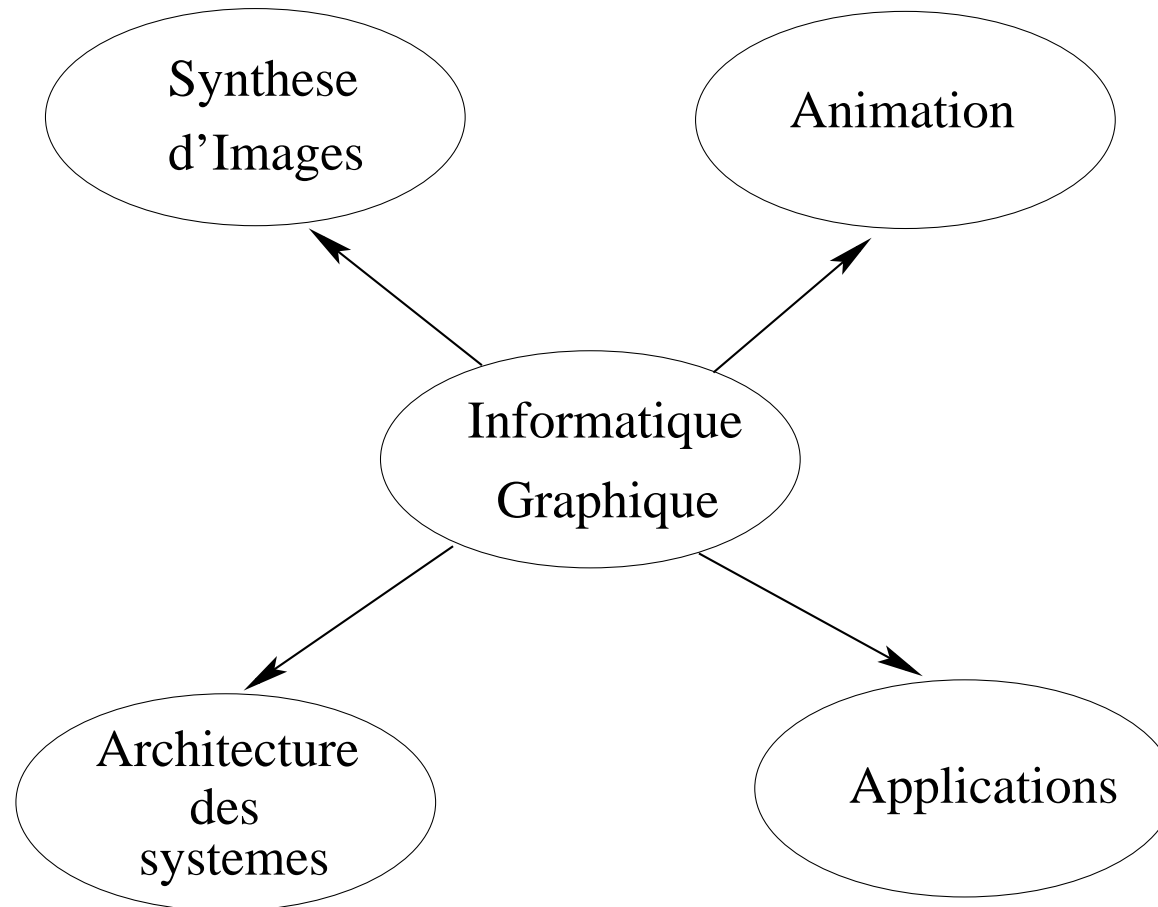 Synthese
d’Images
Animation
Informatique
Graphique
Architecture
des
systemes
Applications